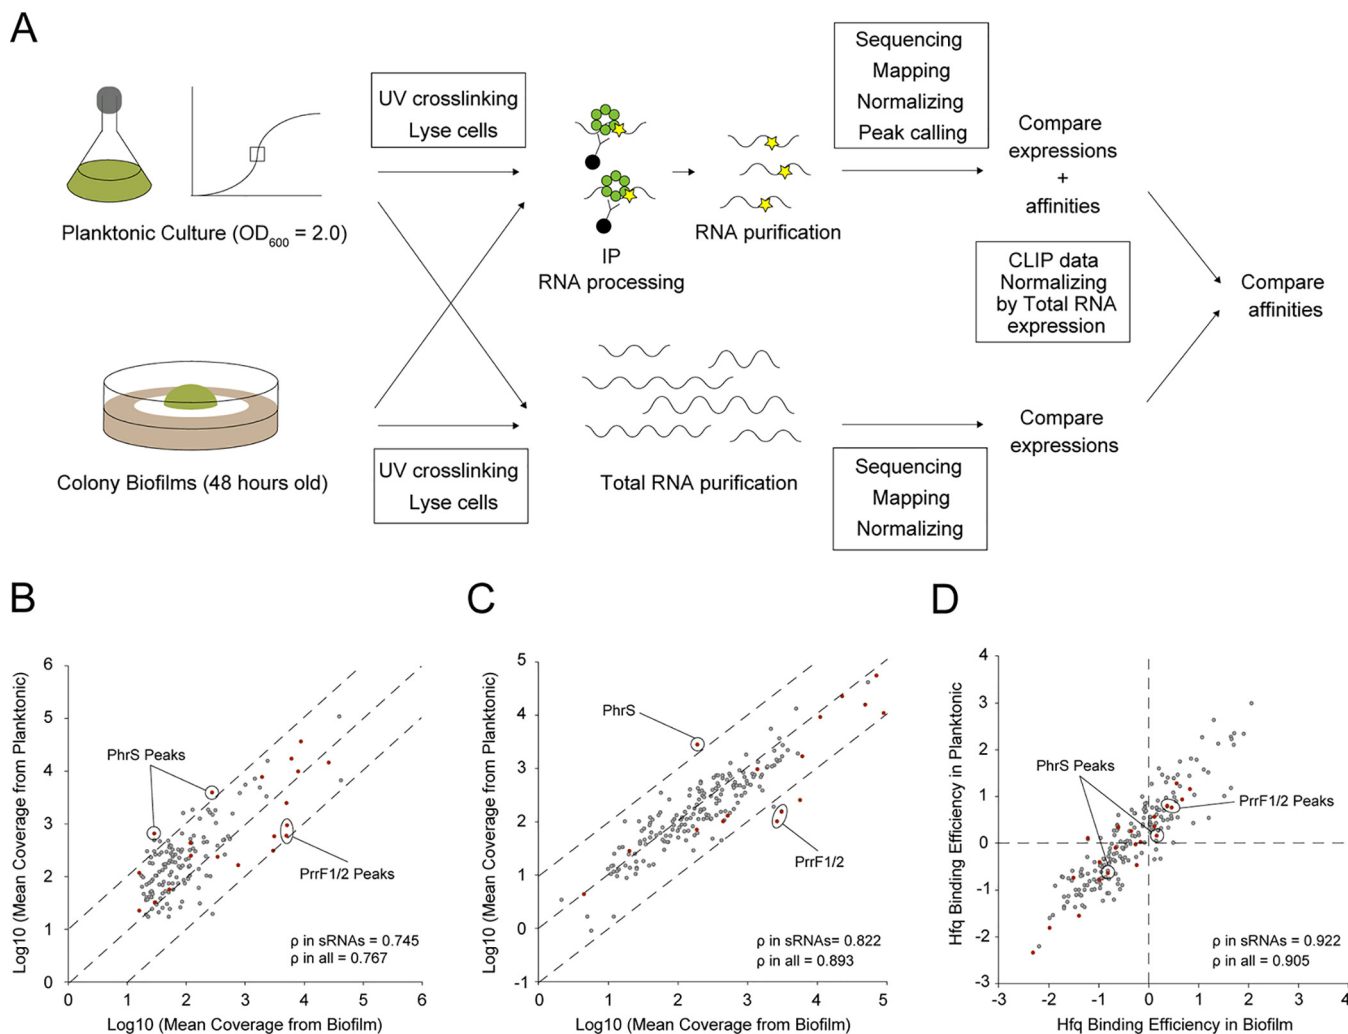 A
UV crosslinking
Lyse cells
Sequencing
Mapping
Normalizing
Peak calling
Compare
expressions
+
affinities
Planktonic Culture (OD600 = 2.0)
IP
RNA processing
RNA purification
CLIP data
Normalizing
by Total RNA
expression
Compare
affinities
Colony Biofilms (48 hours old)
UV crosslinking
Lyse cells
Total RNA purification
Sequencing
Mapping
Normalizing
Compare
expressions
B
Log10 (Mean Coverage from Planktonic)
6
5
4
3
2
1
0
PhrS Peaks
PrrF1/2 Peaks
ρ in sRNAs = 0.745
ρ in all = 0.767
0 1 2 3 4 5 6
Log10 (Mean Coverage from Biofilm)
C
Log10 (Mean Coverage from Planktonic)
5
4
3
2
1
0
-1
PhrS
PrrF1/2
ρ in sRNAs= 0.822
ρ in all = 0.893
0 1 2 3 4 5
Log10 (Mean Coverage from Biofilm)
D
Hfq Binding Efficiency in Planktonic
4
3
2
1
0
-1
-2
-3
PhrS Peaks
PrrF1/2 Peaks
ρ in sRNAs = 0.922
ρ in all = 0.905
-3 -2 -1 0 1 2 3 4
Hfq Binding Efficiency in Biofilm